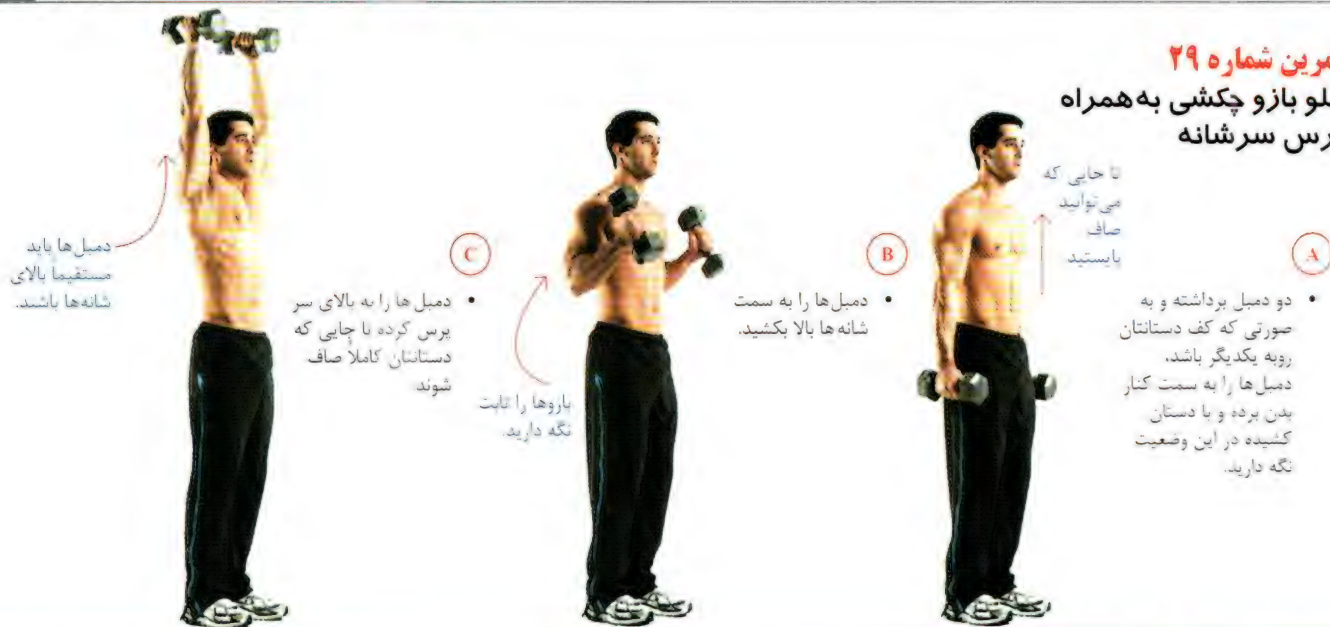 مرین شماره ۲۹
لو بازو چکشی به‌همراه
رس سرشانه
تا جایی که
می‌توانید
صاف
بایستید
A
• دو دمبل برداشته و به
صورتی که کف دستانتان
روبه یکدیگر باشد،
دمبل‌ها را به سمت کنار
بدن برده و با دستان
کشیده در این وضعیت
نگه دارید.
B
• دمبل‌ها را به سمت
شانه‌ها بالا بکشید.
بازوها را ثابت
نگه دارید.
C
• دمبل‌ها را به بالای سر
پرس کرده تا جایی که
دستانتان کاملاً صاف
شوند
دمبل‌ها باید
مستقیماً بالای
شانه‌ها باشند.